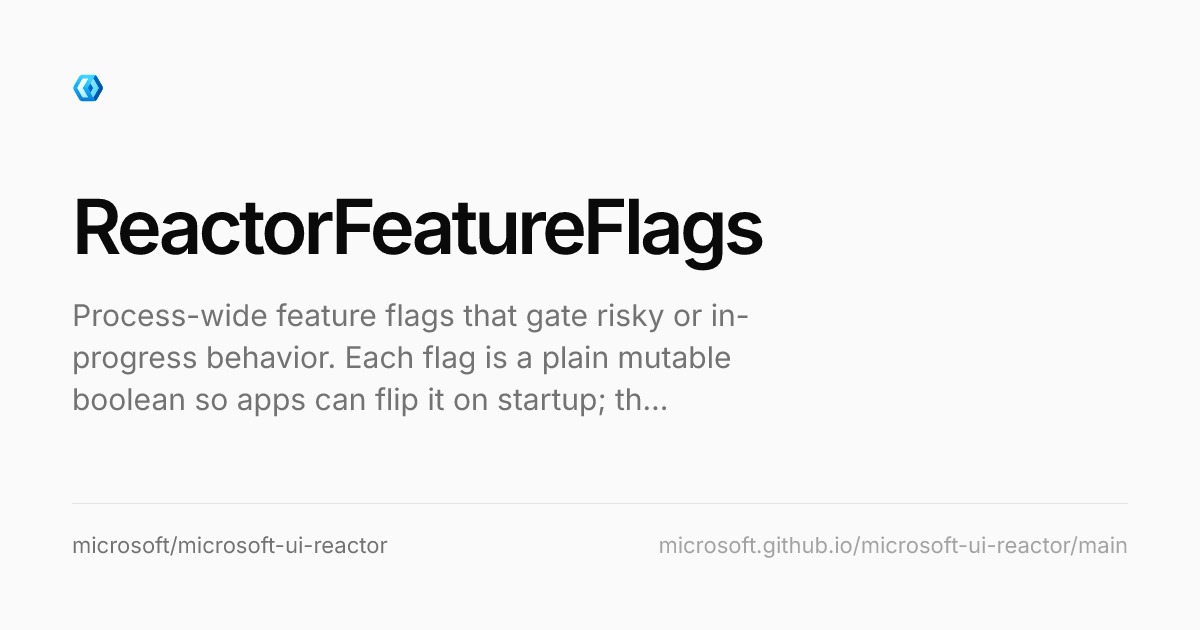 ReactorFeatureFlags
Process-wide feature flags that gate risky or in-
progress behavior. Each flag is a plain mutable
boolean so apps can flip it on startup; th...
microsoft/microsoft-ui-reactor
microsoft.github.io/microsoft-ui-reactor/main